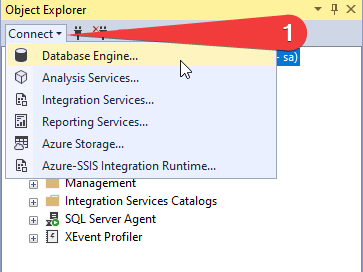 Object Explorer
Connect
1
Database Engine...
- sa)
Analysis Services...
Integration Services...
Reporting Services...
Azure Storage...
Azure-SSIS Integration Runtime...
Management
Integration Services Catalogs
SQL Server Agent
XEvent Profiler